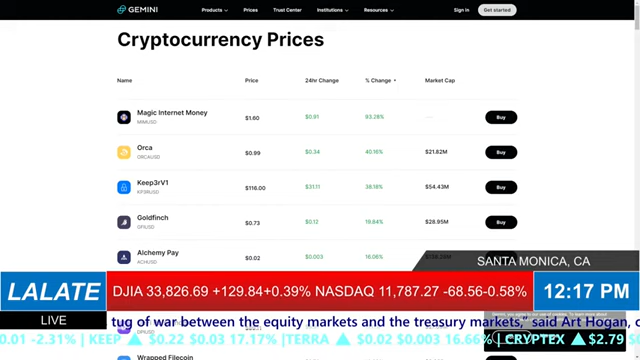 GEMINI Products Prices Trust Center Institutions Resources Sign in Get started
Cryptocurrency Prices
Name Price 24hr Change % Change Market Cap
Magic Internet Money
MIMUSD
$1.60 $0.91 93.28% Buy
Orca
ORCAUSD
$0.99 $0.34 40.16% $21.82M Buy
Keep3rV1
KP3RUSD
$116.00 $31.11 38.18% $54.43M Buy
Goldfinch
GFIUSD
$0.73 $0.12 19.84% $28.95M Buy
Alchemy Pay
ACHUSD
$0.02 $0.003 16.06%
SANTA MONICA, CA
LALATE DJIA 33,826.69 +129.84+0.39% NASDAQ 11,787.27 -68.56-0.58% 12:17 PM
LIVE tug of war between the equity markets and the treasury markets," said Art Hogan, c
0.01 -2.31% | KEEP ▲ $0.22 $0.03 17.17% |TERRA ▲ $0.02 $0.003 16.66% |CRYPTEX ▲ $2.79
Wrapped Filecoin